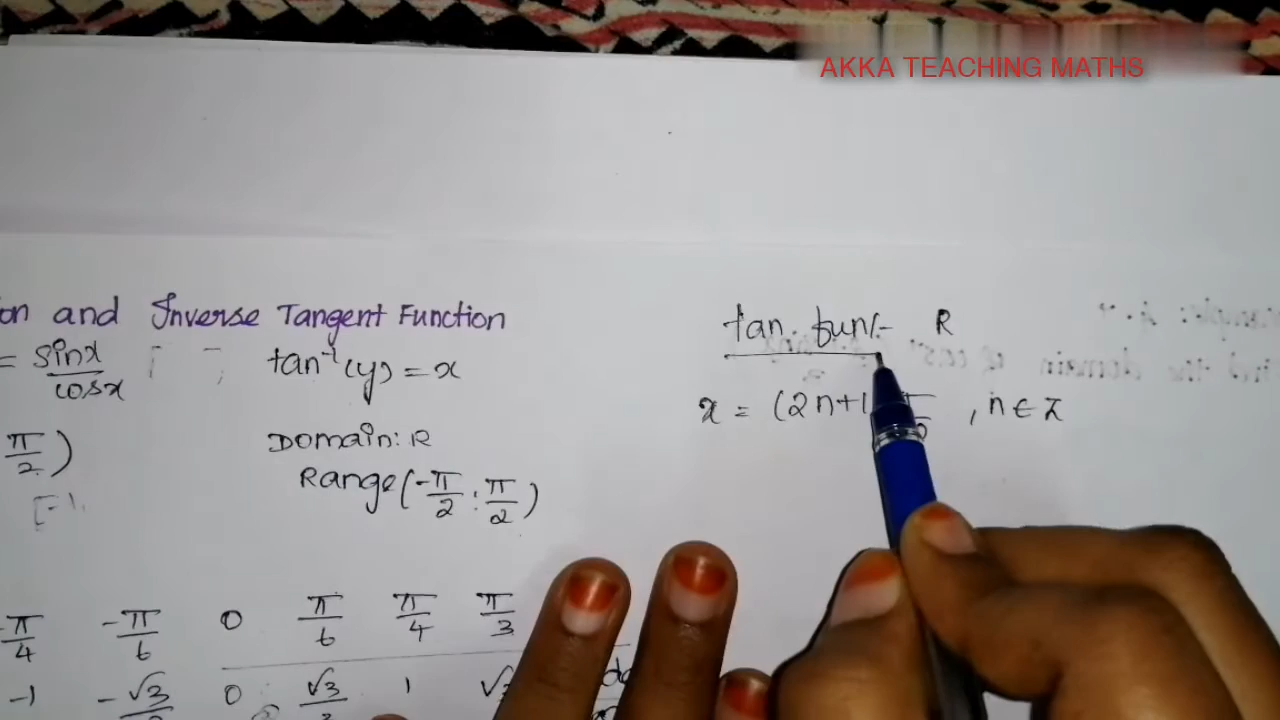 AKKA TEACHING MATHS
on and Inverse Tangent Function
= sinx/cosx
tan⁻¹(y) = x
π/2)
Domain: R
Range(-π/2 : π/2)
tan. fun/:- R
x = (2n+1 π , n ∈ Z
-π/4 -π/6 0 π/6 π/4 π/3
-1 -√3 0 √3/3 1